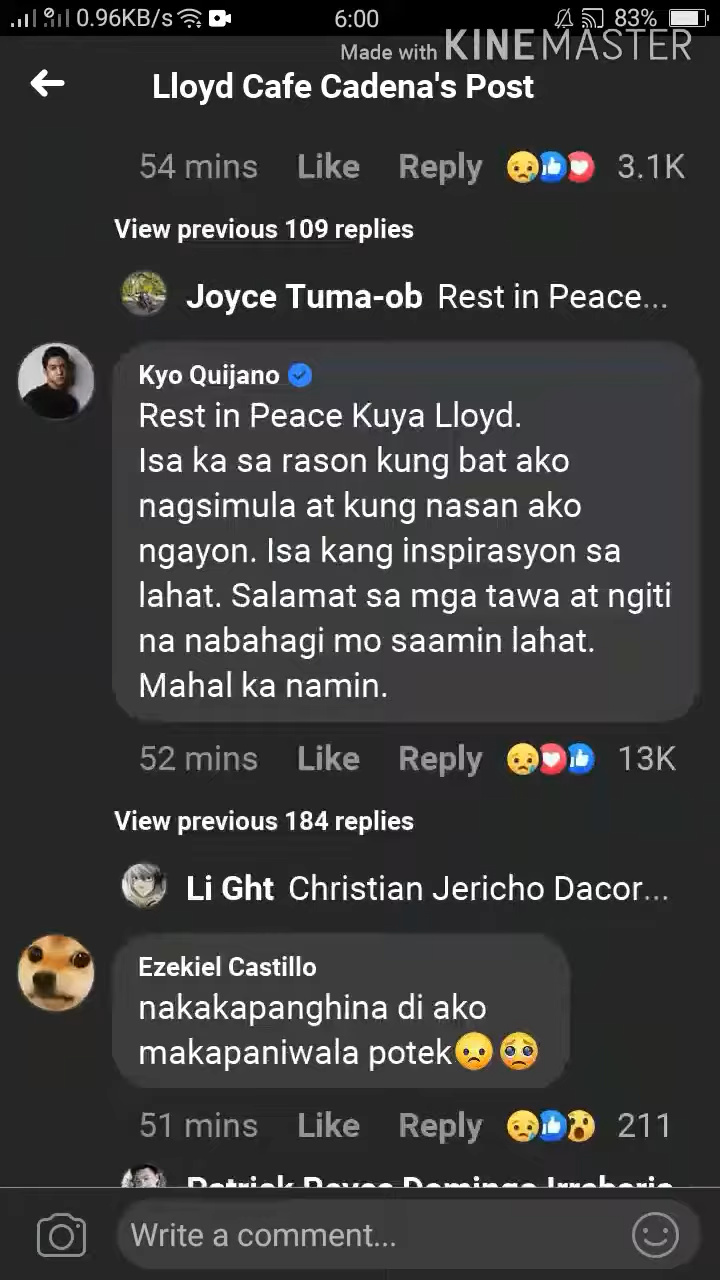 0.96KB/s 6:00 83%
Made with KINEMASTER
Lloyd Cafe Cadena's Post
54 mins Like Reply 3.1K
View previous 109 replies
Joyce Tuma-ob Rest in Peace...
Kyo Quijano
Rest in Peace Kuya Lloyd.
Isa ka sa rason kung bat ako
nagsimula at kung nasan ako
ngayon. Isa kang inspirasyon sa
lahat. Salamat sa mga tawa at ngiti
na nabahagi mo saamin lahat.
Mahal ka namin.
52 mins Like Reply 13K
View previous 184 replies
Li Ght Christian Jericho Dacor...
Ezekiel Castillo
nakakapanghina di ako
makapaniwala potek😞🥺
51 mins Like Reply 211
Patrick Reyes Domingo
Write a comment...